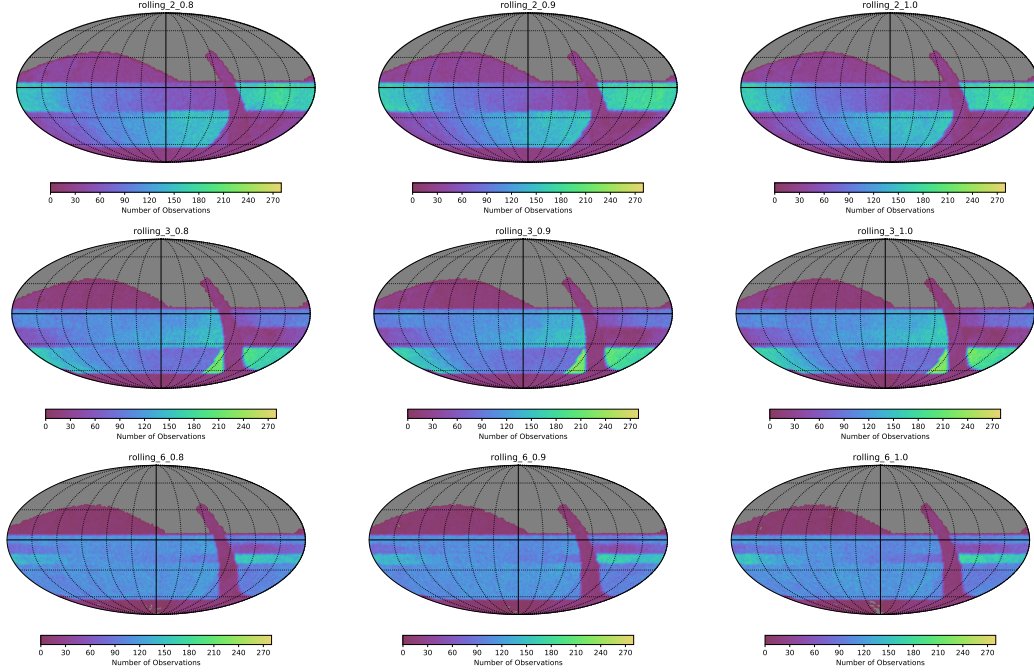 rolling_2_0.8
rolling_2_0.9
rolling_2_1.0
0 30 60 90 120 150 180 210 240 270
Number of Observations
0 30 60 90 120 150 180 210 240 270
Number of Observations
0 30 60 90 120 150 180 210 240 270
Number of Observations
rolling_3_0.8
rolling_3_0.9
rolling_3_1.0
0 30 60 90 120 150 180 210 240 270
Number of Observations
0 30 60 90 120 150 180 210 240 270
Number of Observations
0 30 60 90 120 150 180 210 240 270
Number of Observations
rolling_6_0.8
rolling_6_0.9
rolling_6_1.0
0 30 60 90 120 150 180 210 240 270
Number of Observations
0 30 60 90 120 150 180 210 240 270
Number of Observations
0 30 60 90 120 150 180 210 240 270
Number of Observations